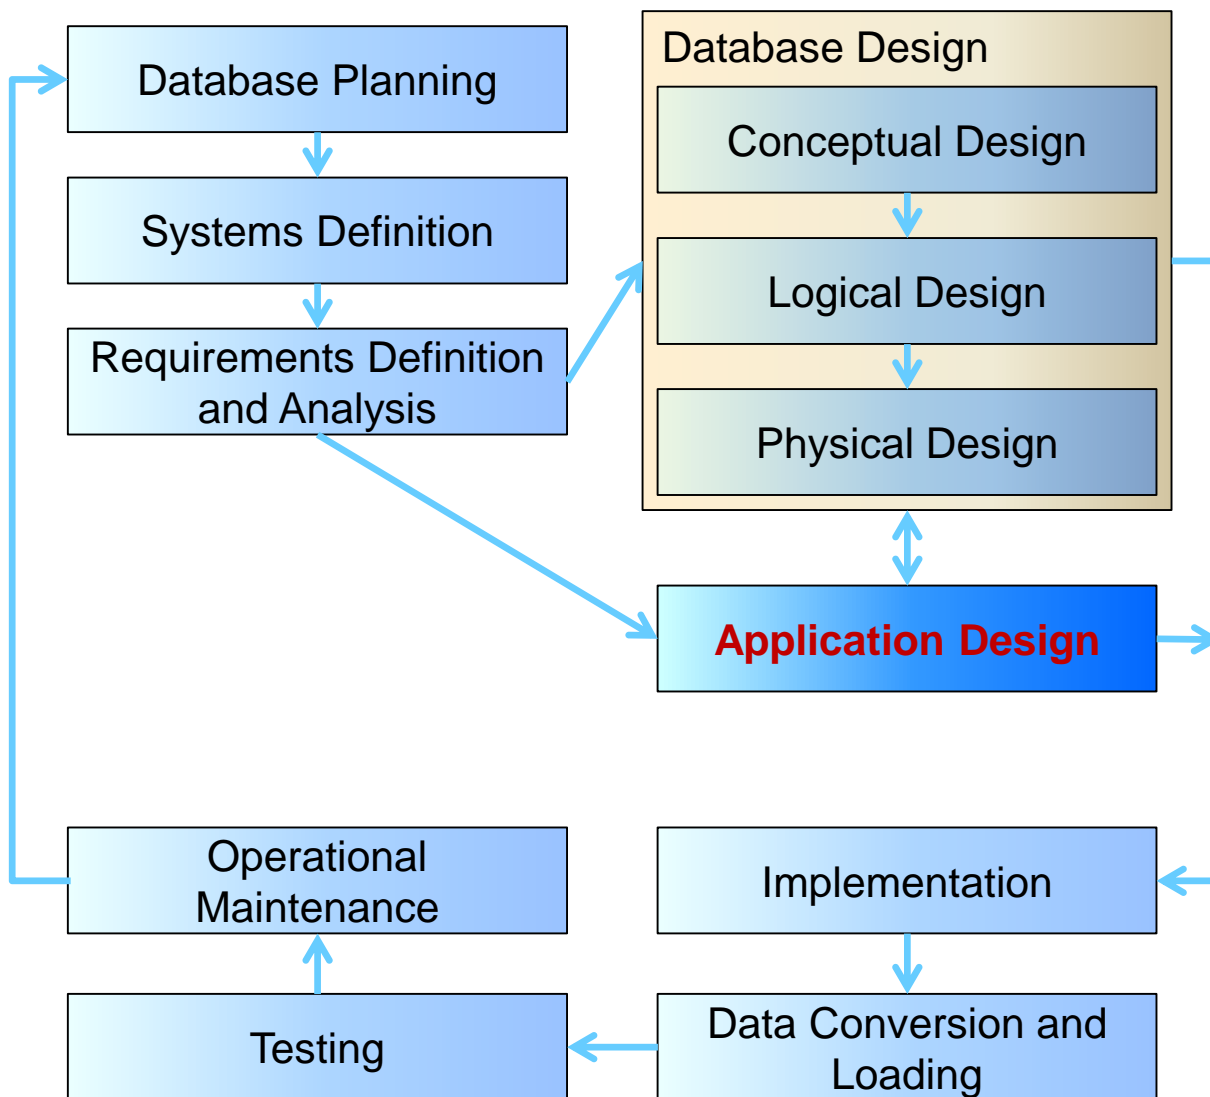 Database Planning
Systems Definition
Requirements Definition
and Analysis
Database Design
Conceptual Design
Logical Design
Physical Design
Application Design
Operational
Maintenance
Implementation
Testing
Data Conversion and
Loading